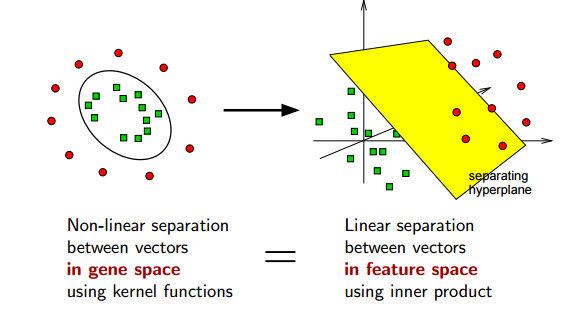 separating
hyperplane
Non-linear separation
between vectors
in gene space
using kernel functions
=
Linear separation
between vectors
in feature space
using inner product